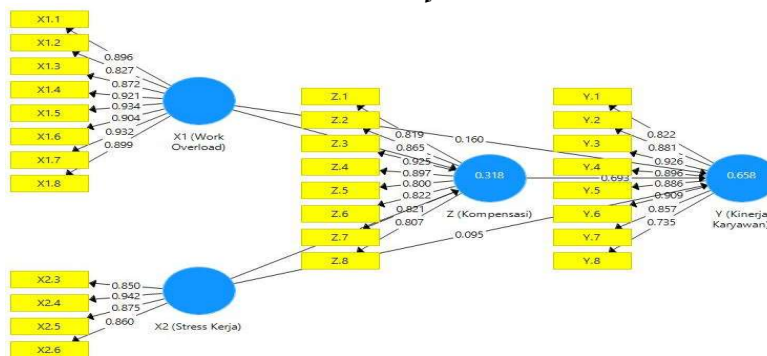 X1.1
X1.2
X1.3
X1.4
X1.5
X1.6
X1.7
X1.8
0.896
0.827
0.872
0.921
0.934
0.904
0.932
0.899
X1 (Work
Overload)
X2.3
X2.4
X2.5
X2.6
0.850
0.942
0.875
0.860
X2 (Stress Kerja)
Z.1
Z.2
Z.3
Z.4
Z.5
Z.6
Z.7
Z.8
0.819
0.865
0.925
0.897
0.800
0.822
0.821
0.807
0.318
Z (Kompensasi)
0.160
0.693
0.095
Y.1
Y.2
Y.3
Y.4
Y.5
Y.6
Y.7
Y.8
0.822
0.881
0.926
0.896
0.886
0.909
0.857
0.735
0.658
Y (Kinerja
Karyawan)